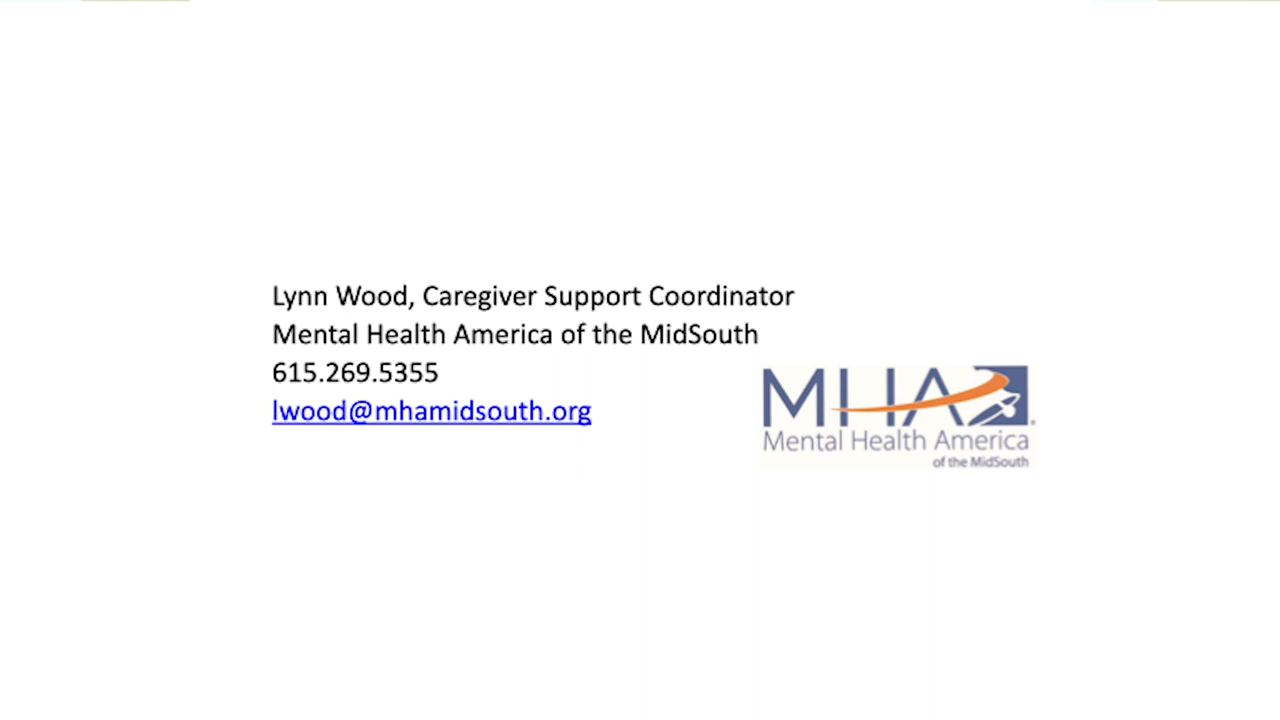 Lynn Wood, Caregiver Support Coordinator
Mental Health America of the MidSouth
615.269.5355
lwood@mhamidsouth.org
MHA
Mental Health America
of the MidSouth